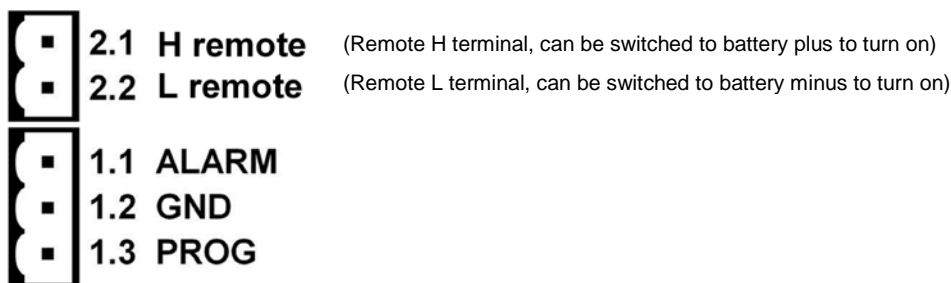 2.1 H remote (Remote H terminal, can be switched to battery plus to turn on)
2.2 L remote (Remote L terminal, can be switched to battery minus to turn on)
1.1 ALARM
1.2 GND
1.3 PROG